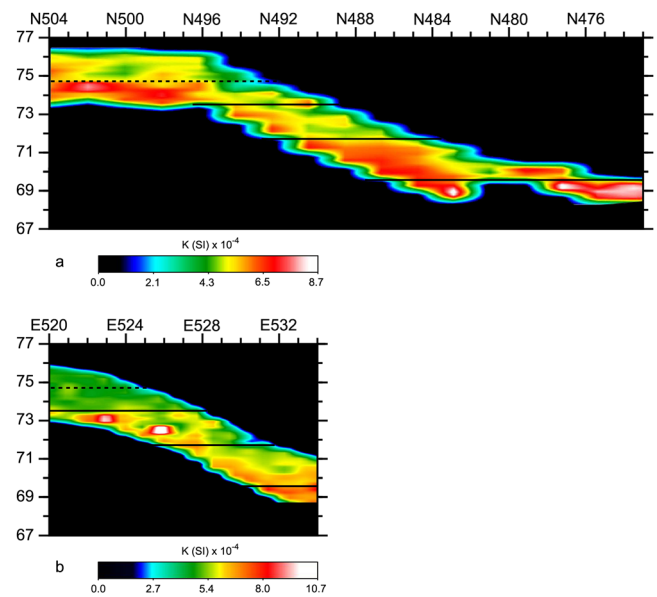 N504 N500 N496 N492 N488 N484 N480 N476
77
75
73
71
69
67
K (SI) x 10-4
a
0.0 2.1 4.3 6.5 8.7
E520 E524 E528 E532
77
75
73
71
69
67
K (SI) x 10-4
b
0.0 2.7 5.4 8.0 10.7